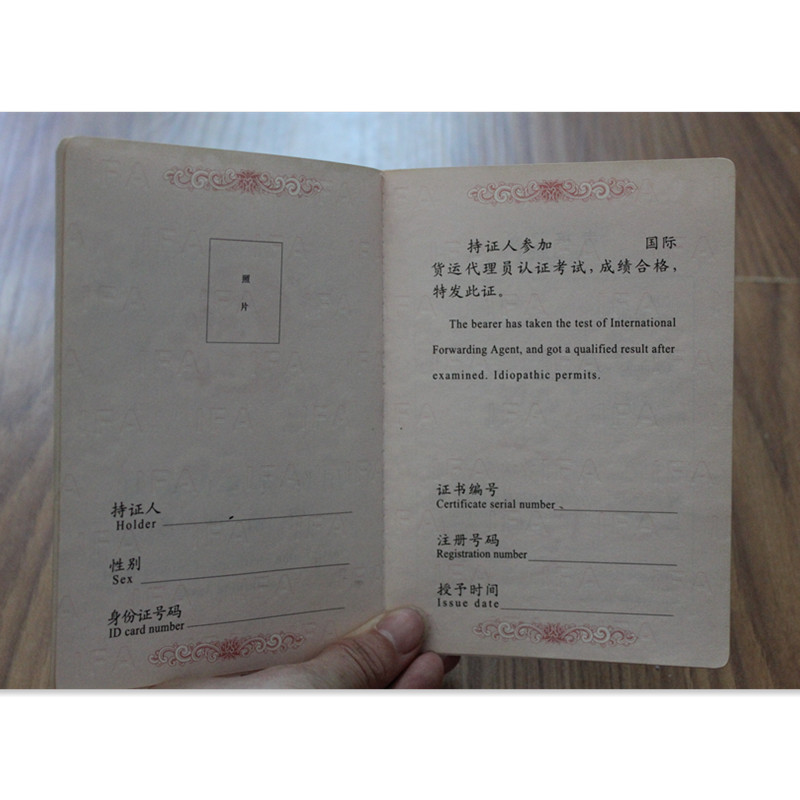 照
片
持证人
Holder
性别
Sex
身份证号码
ID card number
持证人参加 国际
货运代理员认证考试，成绩合格，
特发此证。
The bearer has taken the test of International
Forwarding Agent, and got a qualified result after
examined. Idiopathic permits.
证书编号
Certificate serial number
注册号码
Registration number
授予时间
Issue date